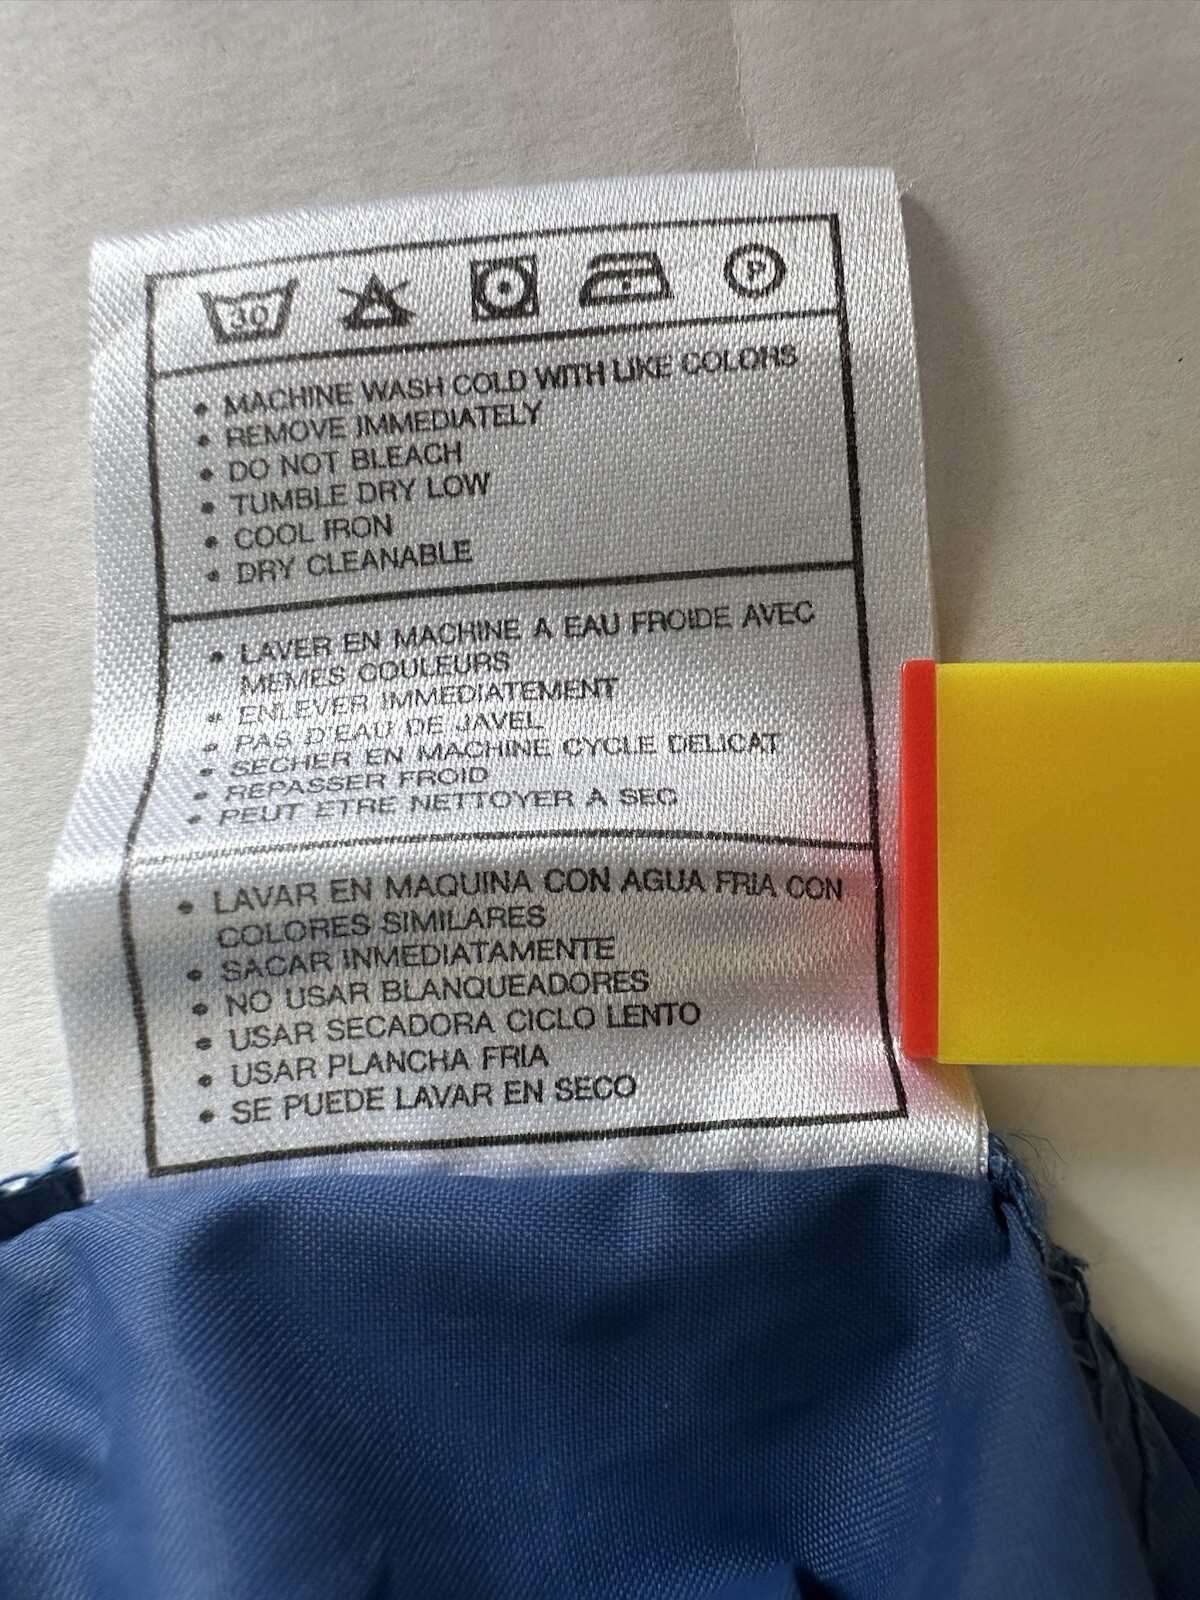 30 P
• MACHINE WASH COLD WITH LIKE COLORS
• REMOVE IMMEDIATELY
• DO NOT BLEACH
• TUMBLE DRY LOW
• COOL IRON
• DRY CLEANABLE
• LAVER EN MACHINE A EAU FROIDE AVEC
MEMES COULEURS
• ENLEVER IMMEDIATEMENT
• PAS D'EAU DE JAVEL
• SECHER EN MACHINE CYCLE DELICAT
• REPASSER FROID
• PEUT ETRE NETTOYER A SEC
• LAVAR EN MAQUINA CON AGUA FRIA CON
COLORES SIMILARES
• SACAR INMEDIATAMENTE
• NO USAR BLANQUEADORES
• USAR SECADORA CICLO LENTO
• USAR PLANCHA FRIA
• SE PUEDE LAVAR EN SECO